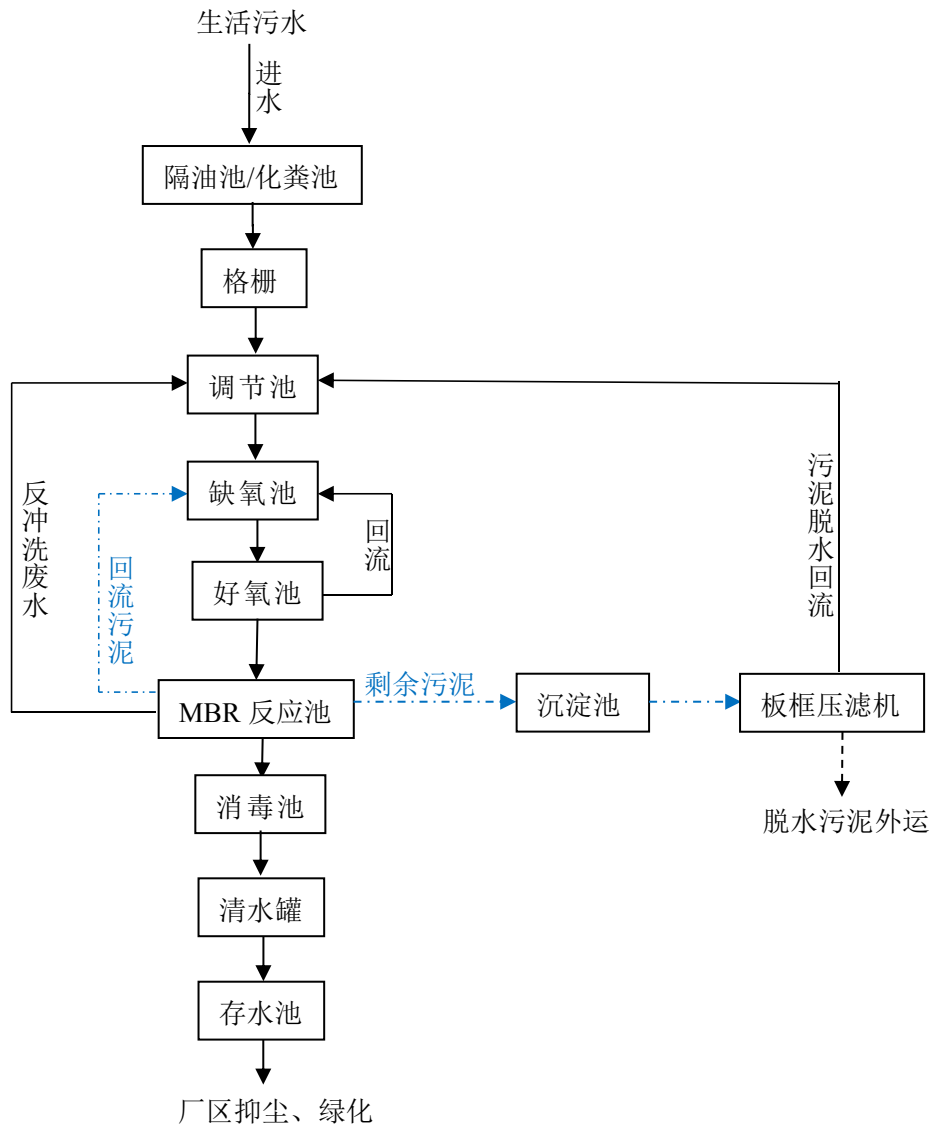 生活污水
进水
隔油池/化粪池
格栅
调节池
缺氧池
回流
好氧池
反冲洗废水
回流污泥
污泥脱水回流
MBR 反应池
剩余污泥
沉淀池
板框压滤机
消毒池
脱水污泥外运
清水罐
存水池
厂区抑尘、绿化